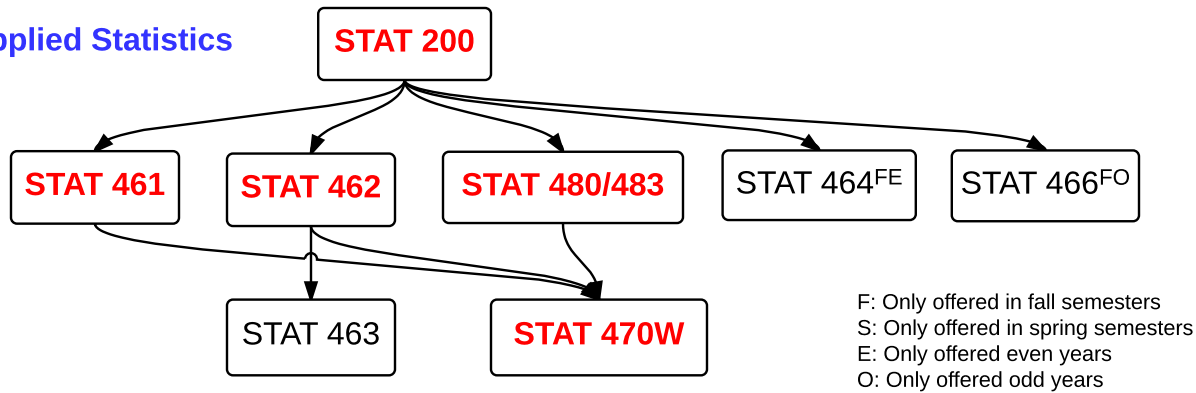 pplied Statistics
STAT 200
STAT 461
STAT 462
STAT 480/483
STAT 464FE
STAT 466FO
STAT 463
STAT 470W
F: Only offered in fall semesters
S: Only offered in spring semesters
E: Only offered even years
O: Only offered odd years